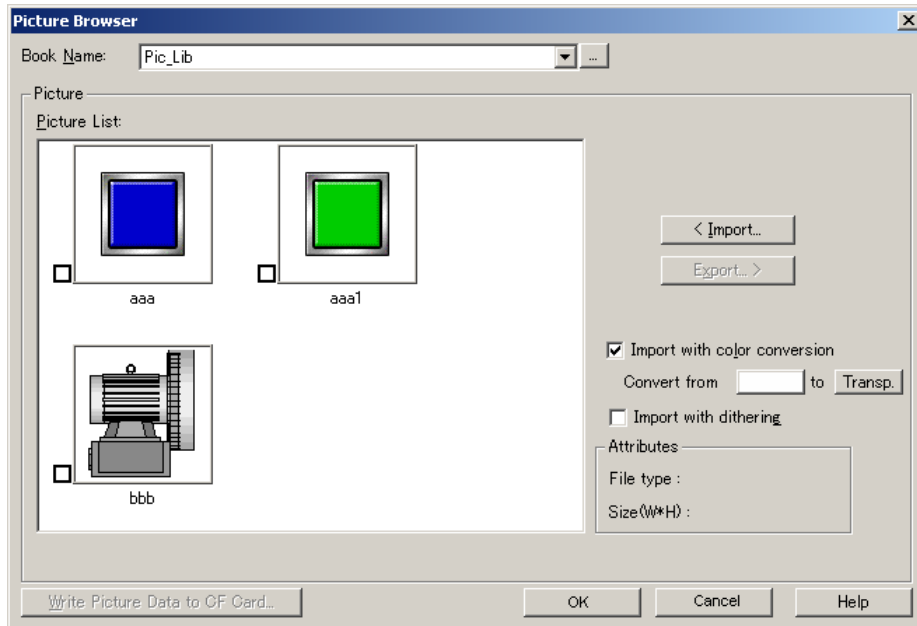 Picture Browser
Book Name: Pic_Lib ...
Picture
Picture List:
aaa aaa1
bbb
< Import...
Export... >
Import with color conversion
Convert from to Transp.
Import with dithering
Attributes
File type :
Size(W*H) :
Write Picture Data to CF Card...
OK Cancel Help